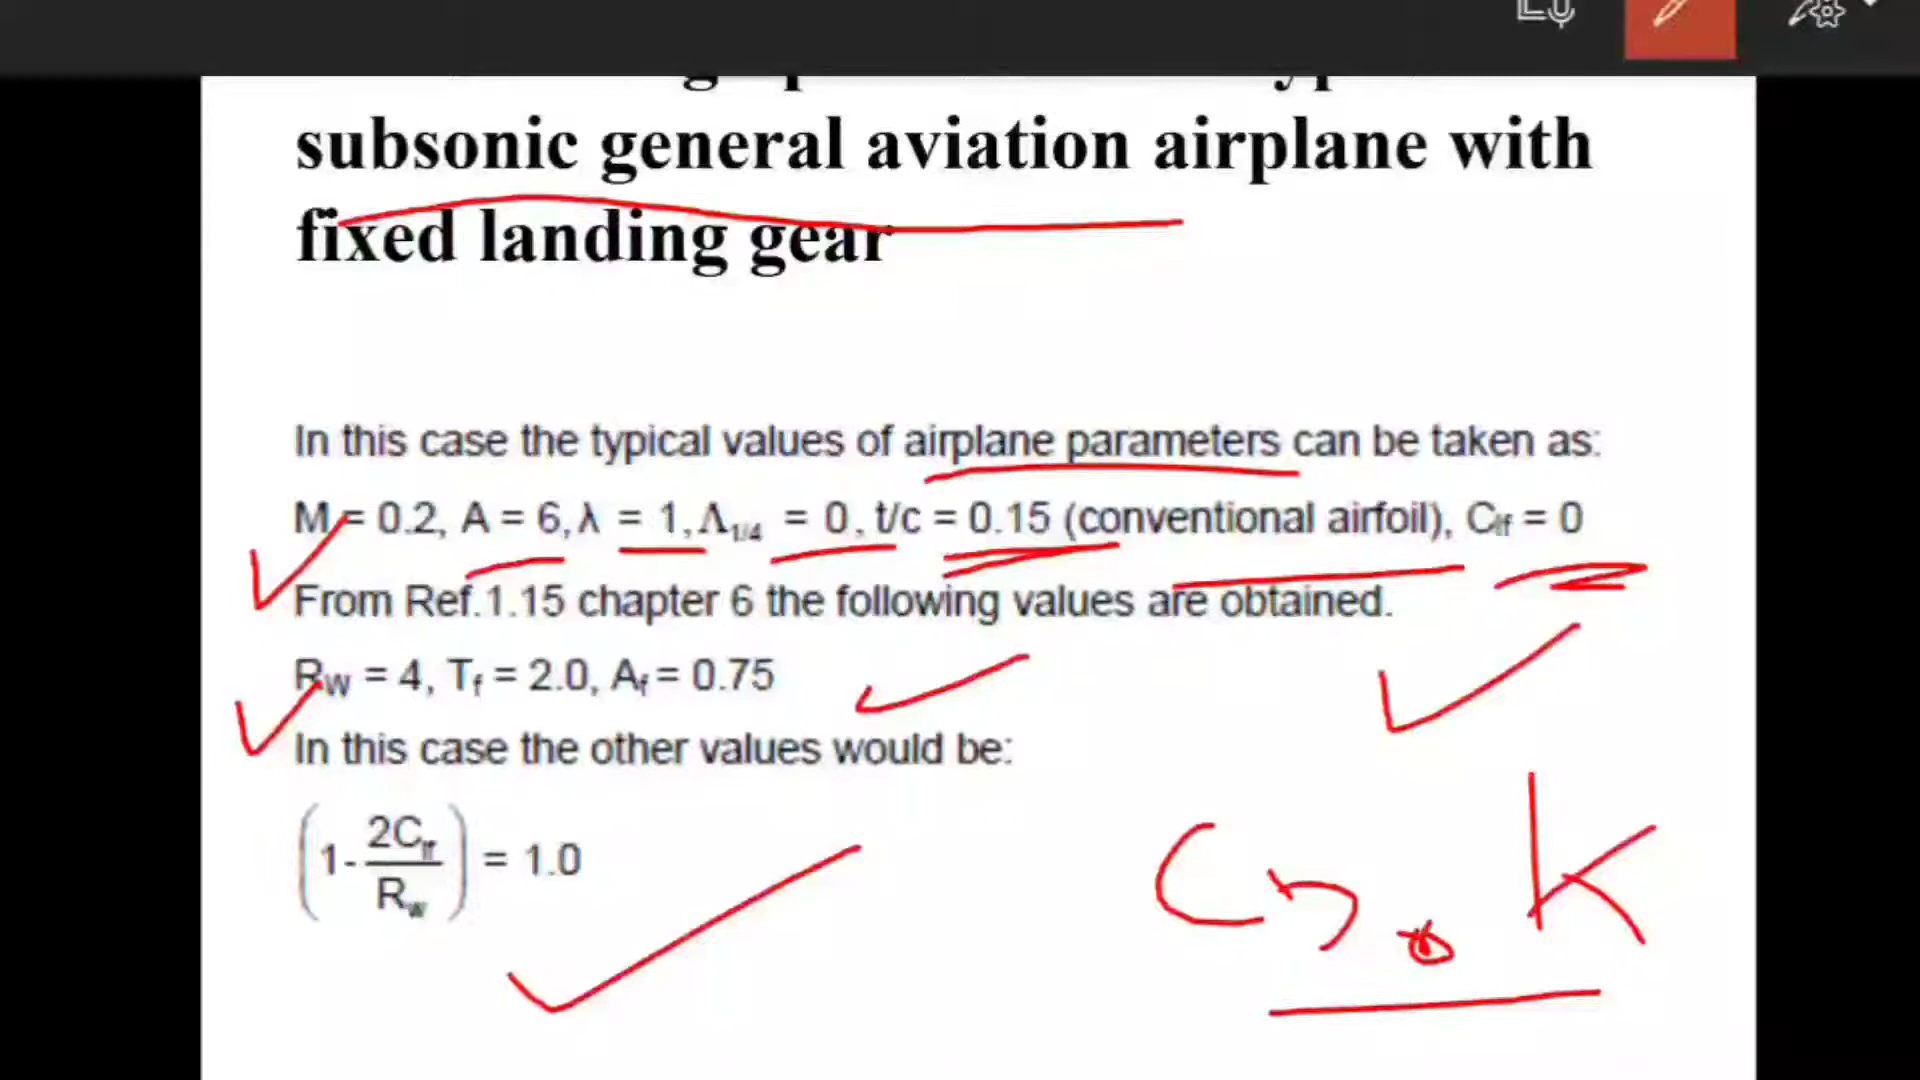 subsonic general aviation airplane with
fixed landing gear
In this case the typical values of airplane parameters can be taken as:
M = 0.2, A = 6, λ = 1, Λ1/4 = 0, t/c = 0.15 (conventional airfoil), Clf = 0
From Ref.1.15 chapter 6 the following values are obtained.
RW = 4, Tf = 2.0, Af = 0.75
In this case the other values would be:
(1- 2Clf / Rw) = 1.0
K